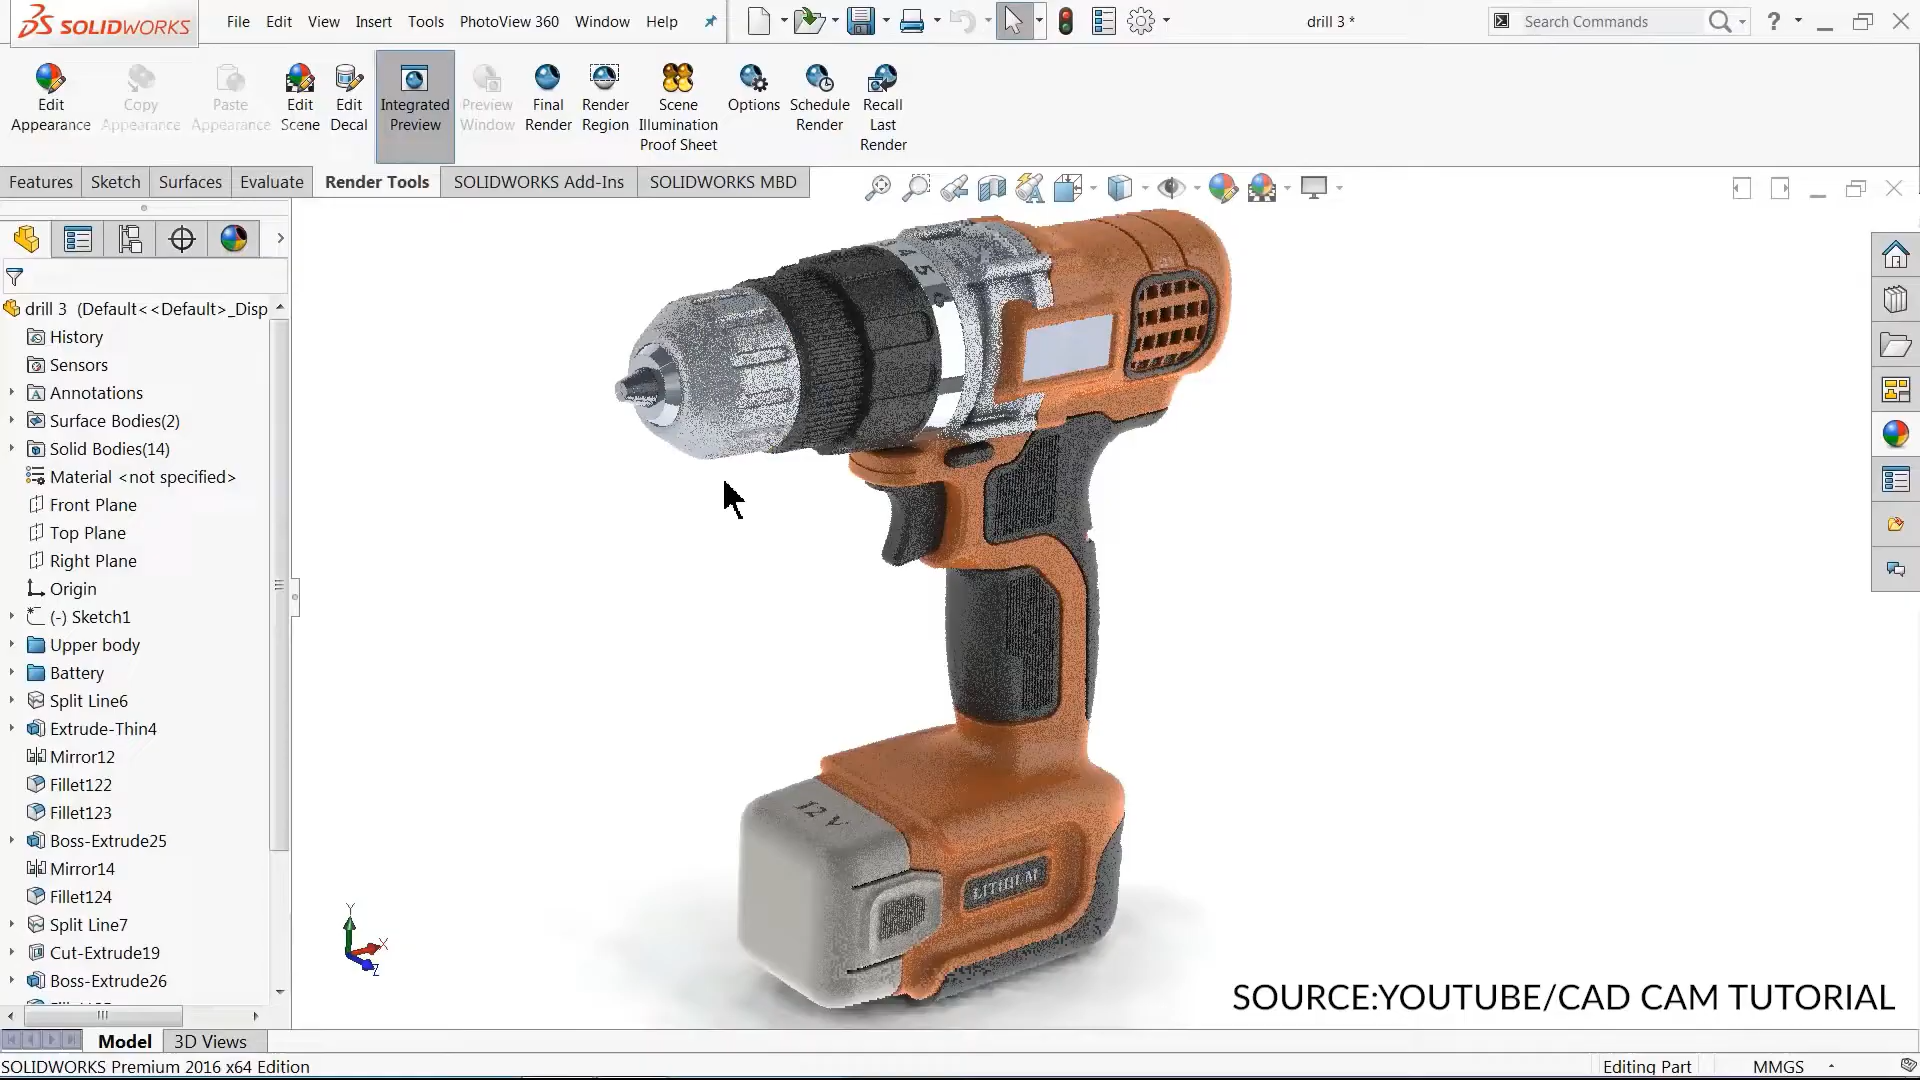 SOLIDWORKS
File Edit View Insert Tools PhotoView 360 Window Help
drill 3 *
Search Commands
?
Edit Appearance
Copy Appearance
Paste Appearance
Edit Scene
Edit Decal
Integrated Preview
Preview Window
Final Render
Render Region
Scene Illumination Proof Sheet
Options
Schedule Render
Recall Last Render
Features Sketch Surfaces Evaluate Render Tools SOLIDWORKS Add-Ins SOLIDWORKS MBD
drill 3 (Default<<Default>_Disp
History
Sensors
Annotations
Surface Bodies(2)
Solid Bodies(14)
Material <not specified>
Front Plane
Top Plane
Right Plane
Origin
(-) Sketch1
Upper body
Battery
Split Line6
Extrude-Thin4
Mirror12
Fillet122
Fillet123
Boss-Extrude25
Mirror14
Fillet124
Split Line7
Cut-Extrude19
Boss-Extrude26
4 5
12V
LITHIUM
Y
X
Z
SOURCE:YOUTUBE/CAD CAM TUTORIAL
Model 3D Views
SOLIDWORKS Premium 2016 x64 Edition
Editing Part MMGS